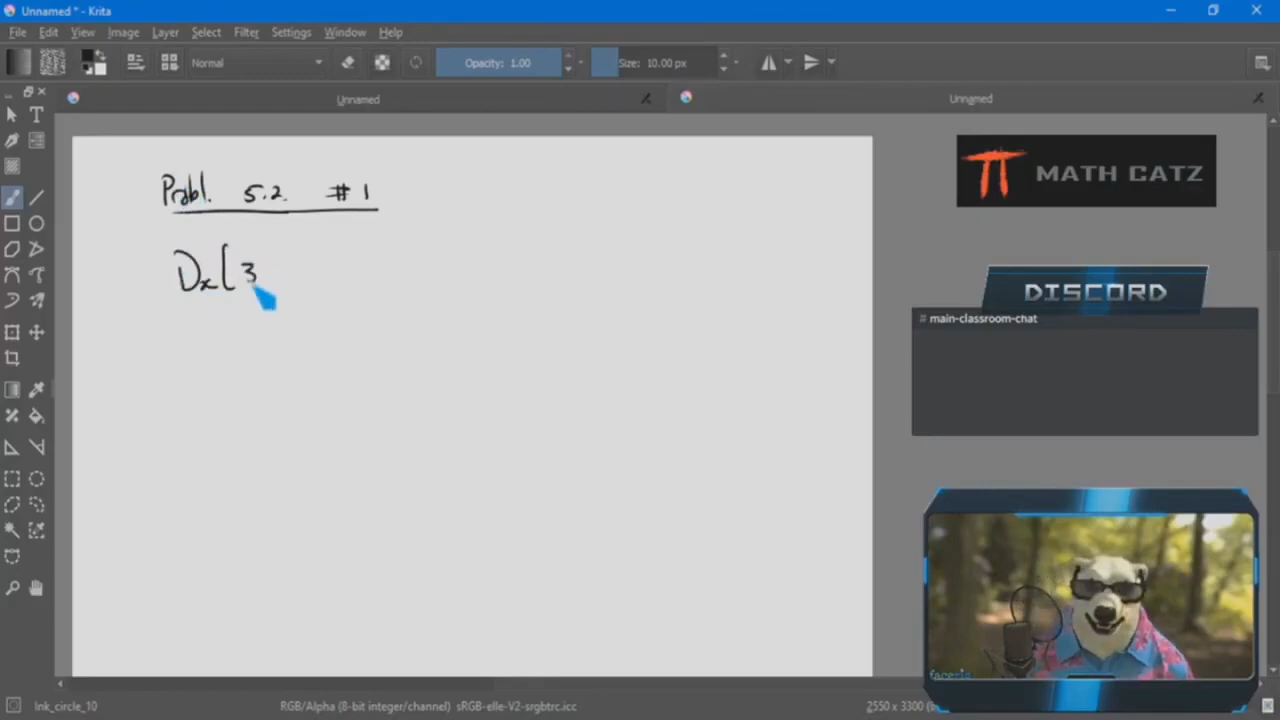 Unnamed * - Krita
File Edit View Image Layer Select Filter Settings Window Help
Normal Opacity: 1.00 Size: 10.00 px
Unnamed Unnamed
Probl. 5.2. # 1
Dx[3
π MATH CATZ
DISCORD
# main-classroom-chat
facerig
Ink_circle_10 RGB/Alpha (8-bit integer/channel) sRGB-elle-V2-srgbtrc.icc 2550 x 3300